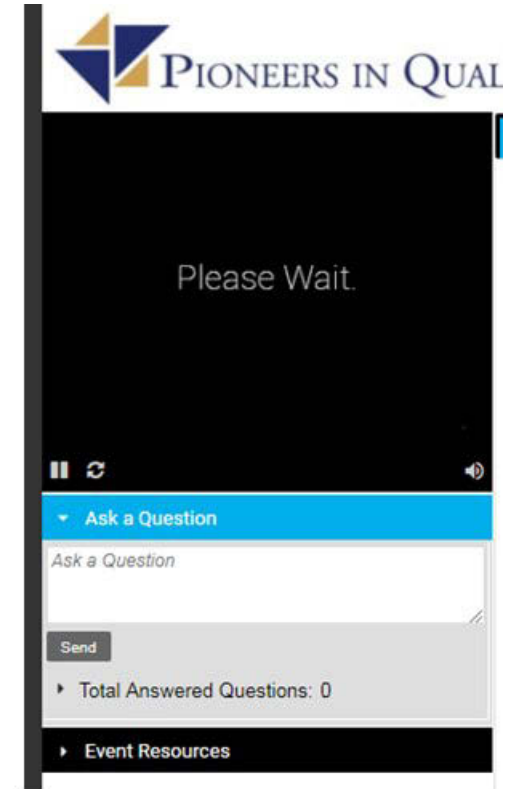 PIONEERS IN QUAL
Please Wait.
Ask a Question
Ask a Question
Send
Total Answered Questions: 0
Event Resources